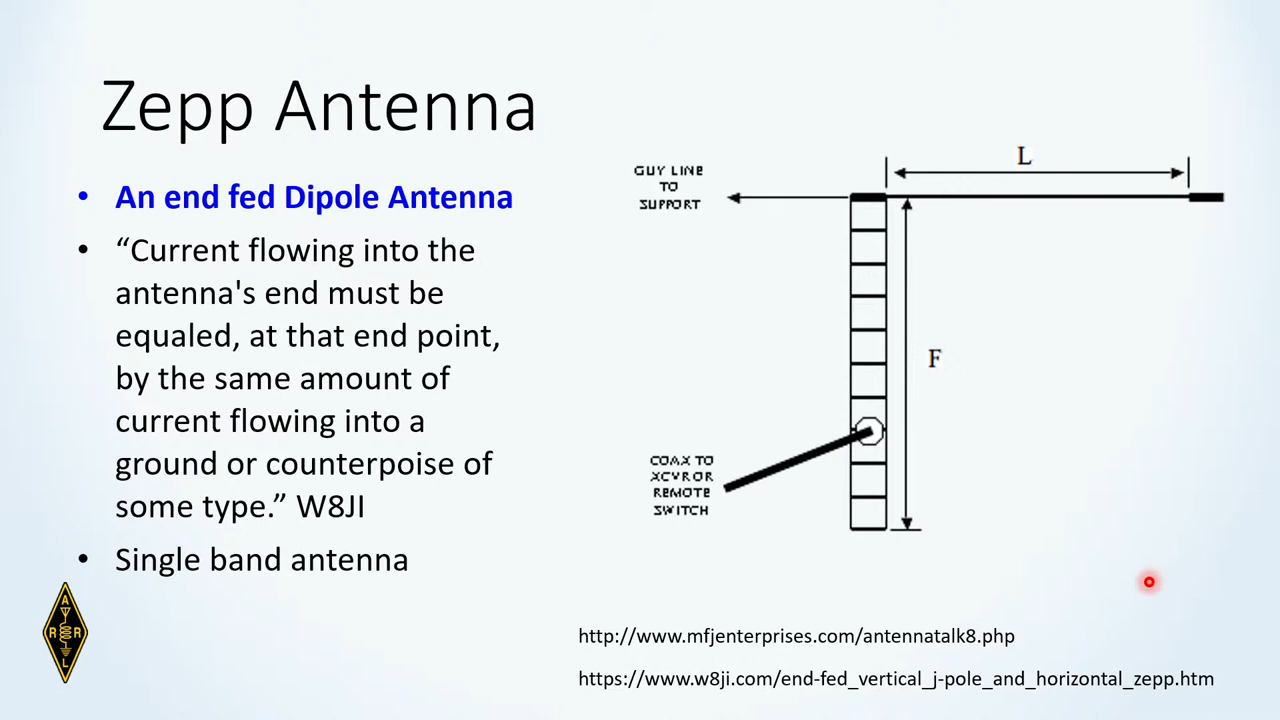 Zepp Antenna
• An end fed Dipole Antenna
• “Current flowing into the
antenna's end must be
equaled, at that end point,
by the same amount of
current flowing into a
ground or counterpoise of
some type.” W8JI
• Single band antenna
GUY LINE
TO
SUPPORT
L
F
COAX TO
XCVR OR
REMOTE
SWITCH
A
R R
L
http://www.mfjenterprises.com/antennatalk8.php
https://www.w8ji.com/end-fed_vertical_j-pole_and_horizontal_zepp.htm